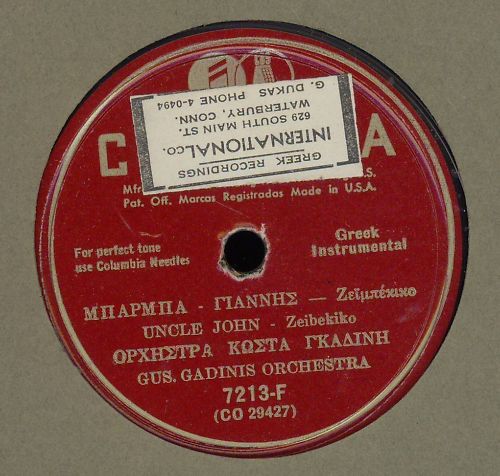 C A
GREEK RECORDINGS
INTERNATIONAL CO.
629 SOUTH MAIN ST.
WATERBURY, CONN.
G. DUKAS PHONE 4-0494
Mfr S.
Pat. Off. Marcas Registradas Made in U.S.A.
For perfect tone
use Columbia Needles
Greek
Instrumental
ΜΠΑΡΜΠΑ - ΓΙΑΝΝΗΣ — Ζεϊμπέκικο
UNCLE JOHN - Zeibekiko
ΟΡΧΗΣΤΡΑ ΚΩΣΤΑ ΓΚΑΔΙΝΗ
GUS. GADINIS ORCHESTRA
7213-F
(CO 29427)